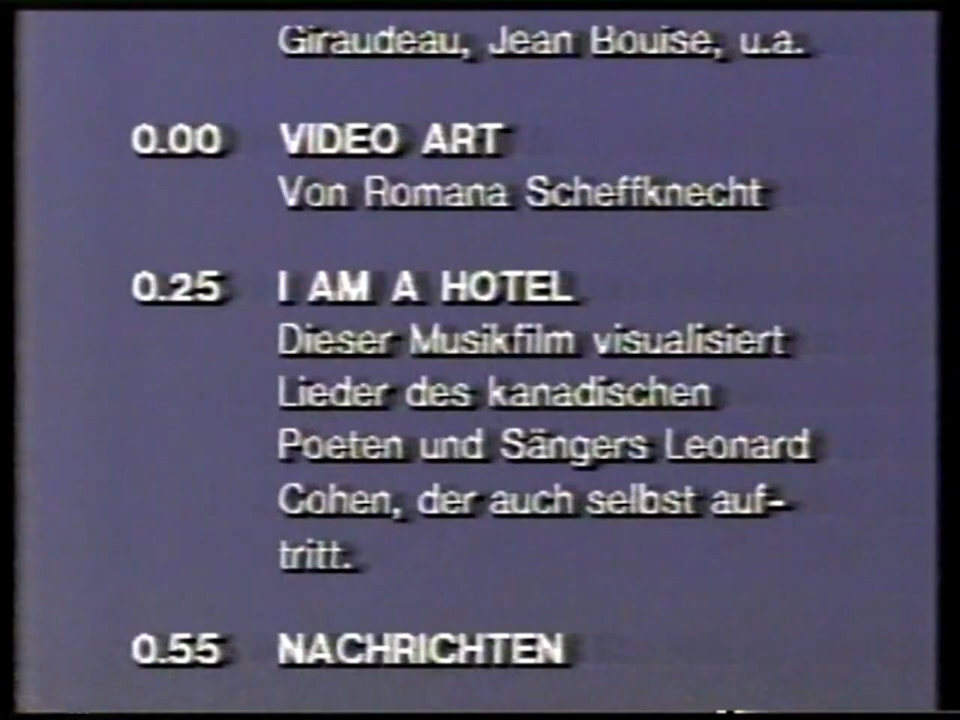 Giraudeau, Jean Bouise, u.a.
0.00 VIDEO ART
Von Romana Scheffknecht
0.25 I AM A HOTEL
Dieser Musikfilm visualisiert
Lieder des kanadischen
Poeten und Sängers Leonard
Cohen, der auch selbst auf-
tritt.
0.55 NACHRICHTEN